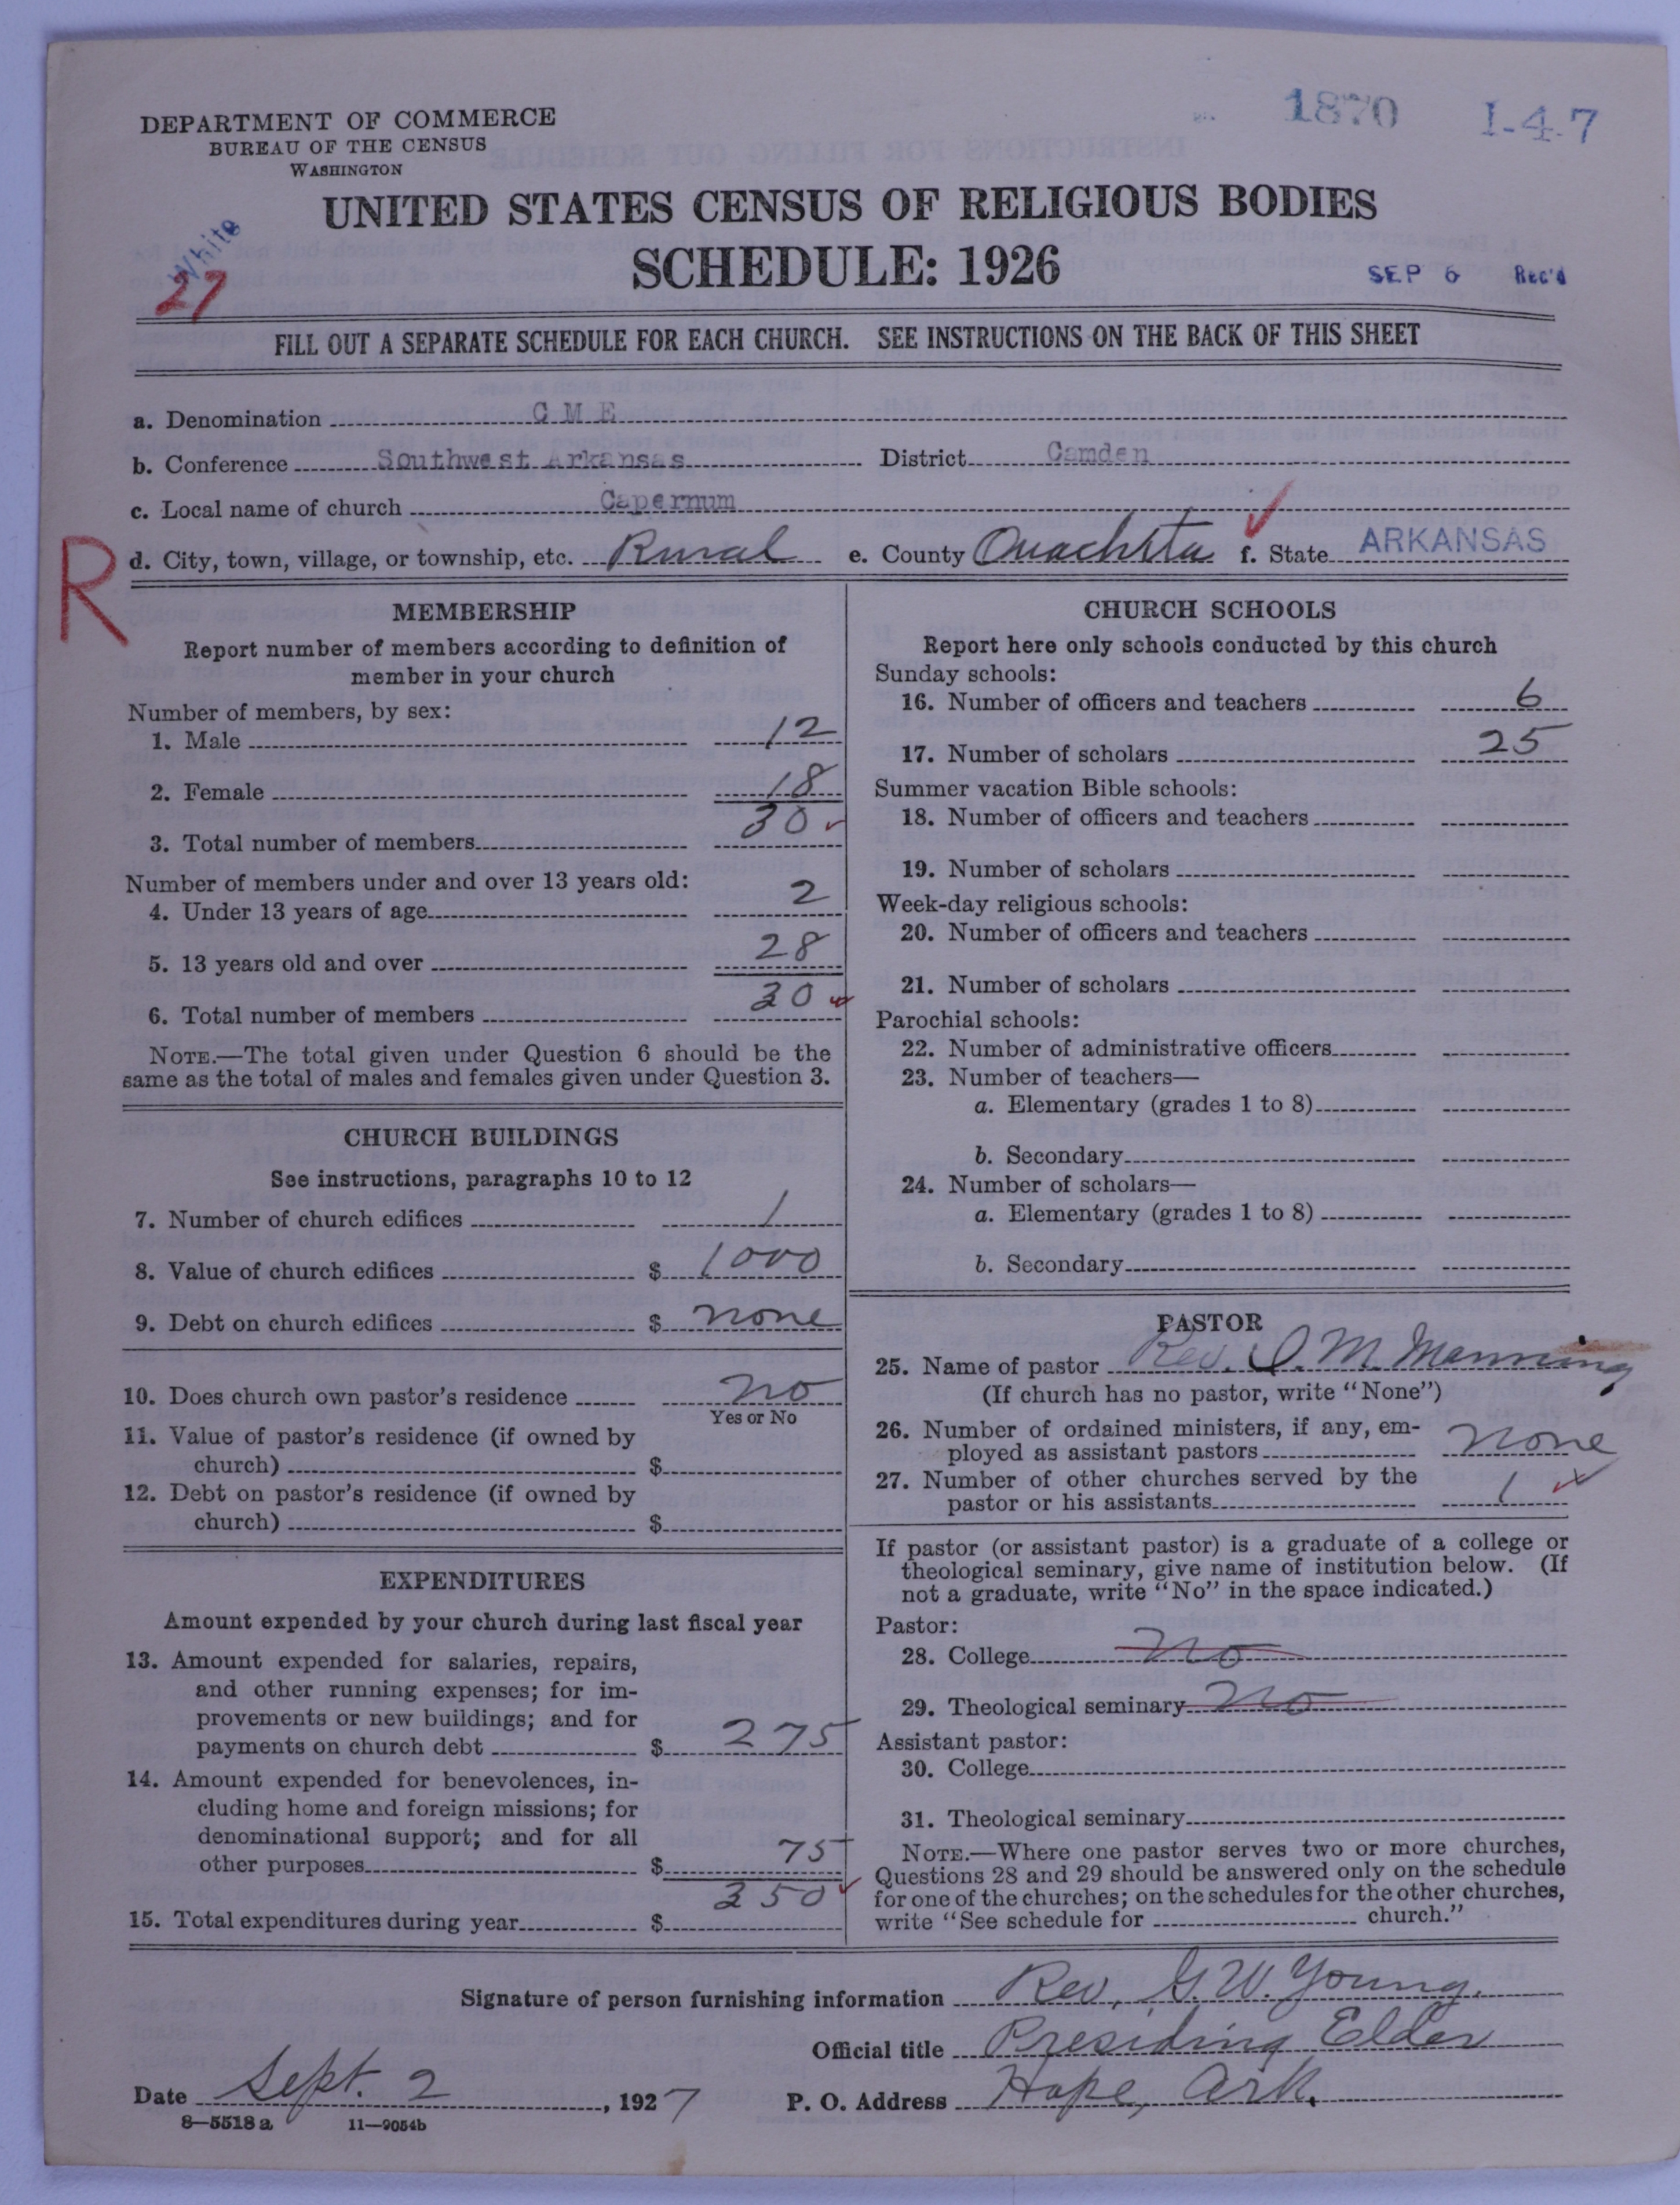 1870 1-4-7
DEPARTMENT OF COMMERCE
BUREAU OF THE CENSUS
WASHINGTON
UNITED STATES CENSUS OF RELIGIOUS BODIES
SCHEDULE: 1926
White
27
SEP 6 Rec'd
FILL OUT A SEPARATE SCHEDULE FOR EACH CHURCH. SEE INSTRUCTIONS ON THE BACK OF THIS SHEET
a. Denomination C M E
b. Conference Southwest Arkansas District Camden
c. Local name of church Capernum
R
d. City, town, village, or township, etc. Rural e. County Ouachita f. State ARKANSAS
MEMBERSHIP
Report number of members according to definition of
member in your church
Number of members, by sex:
1. Male 12
2. Female 18
3. Total number of members 30
Number of members under and over 13 years old:
4. Under 13 years of age 2
5. 13 years old and over 28
6. Total number of members 30
NOTE.—The total given under Question 6 should be the
same as the total of males and females given under Question 3.
CHURCH BUILDINGS
See instructions, paragraphs 10 to 12
7. Number of church edifices 1
8. Value of church edifices $ 1000
9. Debt on church edifices $ none
10. Does church own pastor's residence no
Yes or No
11. Value of pastor's residence (if owned by
church) $
12. Debt on pastor's residence (if owned by
church) $
EXPENDITURES
Amount expended by your church during last fiscal year
13. Amount expended for salaries, repairs,
and other running expenses; for im-
provements or new buildings; and for
payments on church debt $ 275
14. Amount expended for benevolences, in-
cluding home and foreign missions; for
denominational support; and for all
other purposes $ 75
15. Total expenditures during year $ 350
CHURCH SCHOOLS
Report here only schools conducted by this church
Sunday schools:
16. Number of officers and teachers 6
17. Number of scholars 25
Summer vacation Bible schools:
18. Number of officers and teachers
19. Number of scholars
Week-day religious schools:
20. Number of officers and teachers
21. Number of scholars
Parochial schools:
22. Number of administrative officers
23. Number of teachers—
a. Elementary (grades 1 to 8)
b. Secondary
24. Number of scholars—
a. Elementary (grades 1 to 8)
b. Secondary
PASTOR
25. Name of pastor Rev. I. M. Manning
(If church has no pastor, write "None")
26. Number of ordained ministers, if any, em-
ployed as assistant pastors none
27. Number of other churches served by the
pastor or his assistants 1
If pastor (or assistant pastor) is a graduate of a college or
theological seminary, give name of institution below. (If
not a graduate, write "No" in the space indicated.)
Pastor:
28. College no
29. Theological seminary no
Assistant pastor:
30. College
31. Theological seminary
NOTE.—Where one pastor serves two or more churches,
Questions 28 and 29 should be answered only on the schedule
for one of the churches; on the schedules for the other churches,
write "See schedule for church."
Signature of person furnishing information Rev. G. W. Young.
Official title Presiding Elder
Date Sept. 2, 1927 P. O. Address Hope, Ark.
8—5518 a 11—9054b